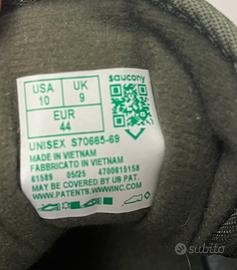 saucony
USA UK
10 9
EUR
44
UNISEX S70665-69
MADE IN VIETNAM
FABBRICATO IN VIETNAM
61589 05/25 4700619158
MAY BE COVERED BY US PAT.
WWW.PATENTS.WWWINC.COM
subito